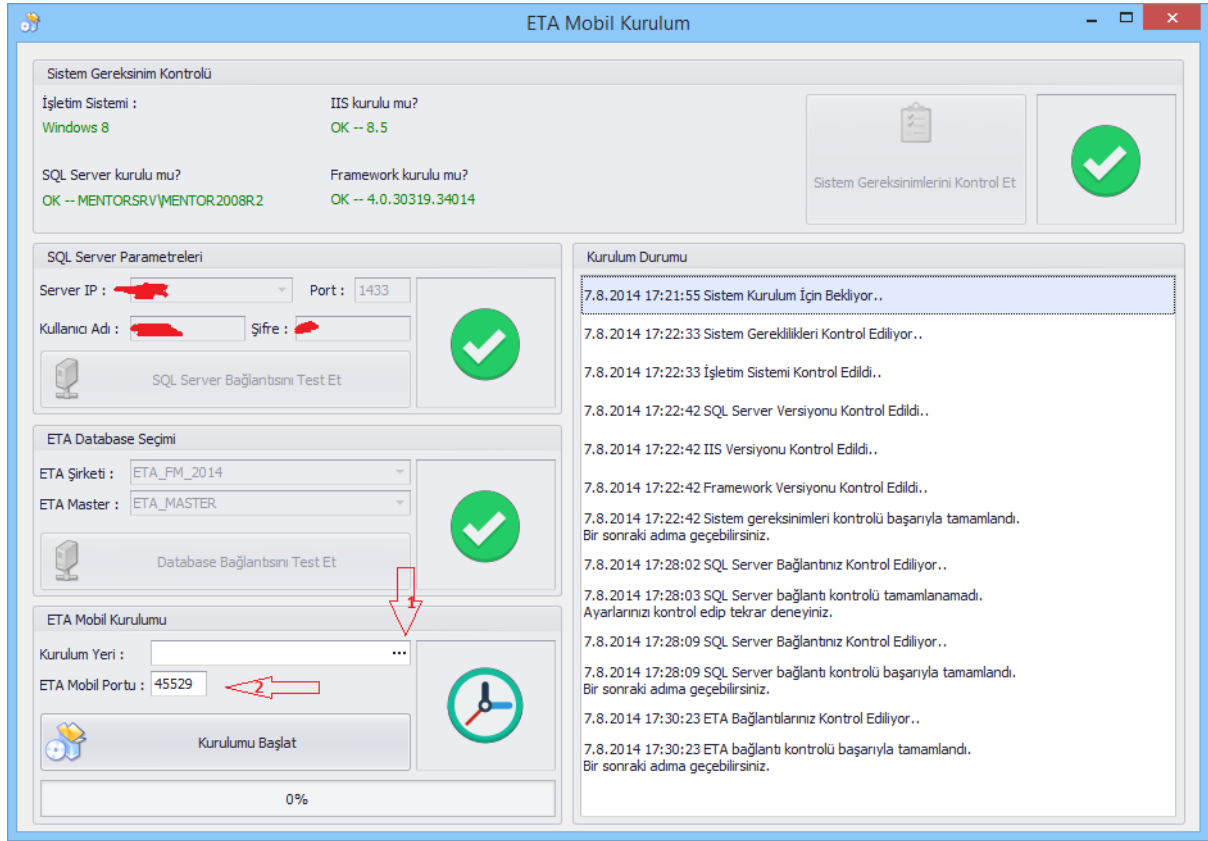 ETA Mobil Kurulum
Sistem Gereksinim Kontrolü
İşletim Sistemi :
Windows 8
IIS kurulu mu?
OK -- 8.5
SQL Server kurulu mu?
OK -- MENTORSRV\MENTOR2008R2
Framework kurulu mu?
OK -- 4.0.30319.34014
Sistem Gereksinimlerini Kontrol Et
SQL Server Parametreleri
Server IP :
Port : 1433
Kullanıcı Adı :
Şifre :
SQL Server Bağlantısını Test Et
ETA Database Seçimi
ETA Şirketi : ETA_FM_2014
ETA Master : ETA_MASTER
Database Bağlantısını Test Et
1
ETA Mobil Kurulumu
Kurulum Yeri : ...
ETA Mobil Portu : 45529
2
Kurulumu Başlat
0%
Kurulum Durumu
7.8.2014 17:21:55 Sistem Kurulum İçin Bekliyor..
7.8.2014 17:22:33 Sistem Gereklilikleri Kontrol Ediliyor..
7.8.2014 17:22:33 İşletim Sistemi Kontrol Edildi..
7.8.2014 17:22:42 SQL Server Versiyonu Kontrol Edildi..
7.8.2014 17:22:42 IIS Versiyonu Kontrol Edildi..
7.8.2014 17:22:42 Framework Versiyonu Kontrol Edildi..
7.8.2014 17:22:42 Sistem gereksinimleri kontrolü başarıyla tamamlandı.
Bir sonraki adıma geçebilirsiniz.
7.8.2014 17:28:02 SQL Server Bağlantınız Kontrol Ediliyor..
7.8.2014 17:28:03 SQL Server bağlantı kontrolü tamamlanamadı.
Ayarlarınızı kontrol edip tekrar deneyiniz.
7.8.2014 17:28:09 SQL Server Bağlantınız Kontrol Ediliyor..
7.8.2014 17:28:09 SQL Server bağlantı kontrolü başarıyla tamamlandı.
Bir sonraki adıma geçebilirsiniz.
7.8.2014 17:30:23 ETA Bağlantılarınız Kontrol Ediliyor..
7.8.2014 17:30:23 ETA bağlantı kontrolü başarıyla tamamlandı.
Bir sonraki adıma geçebilirsiniz.